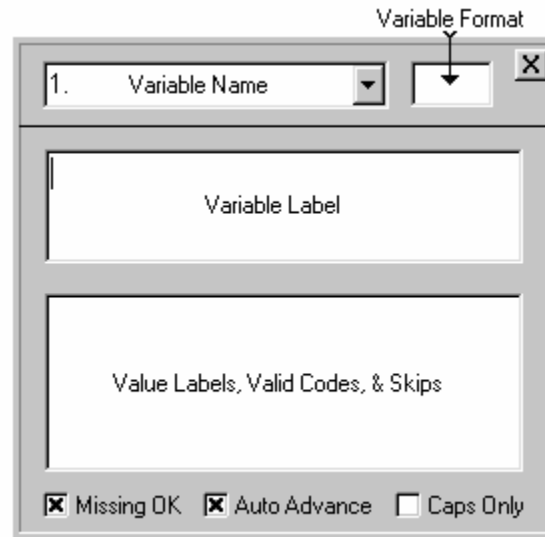 Variable Format
1. Variable Name
X
Variable Label
Value Labels, Valid Codes, & Skips
Missing OK Auto Advance Caps Only